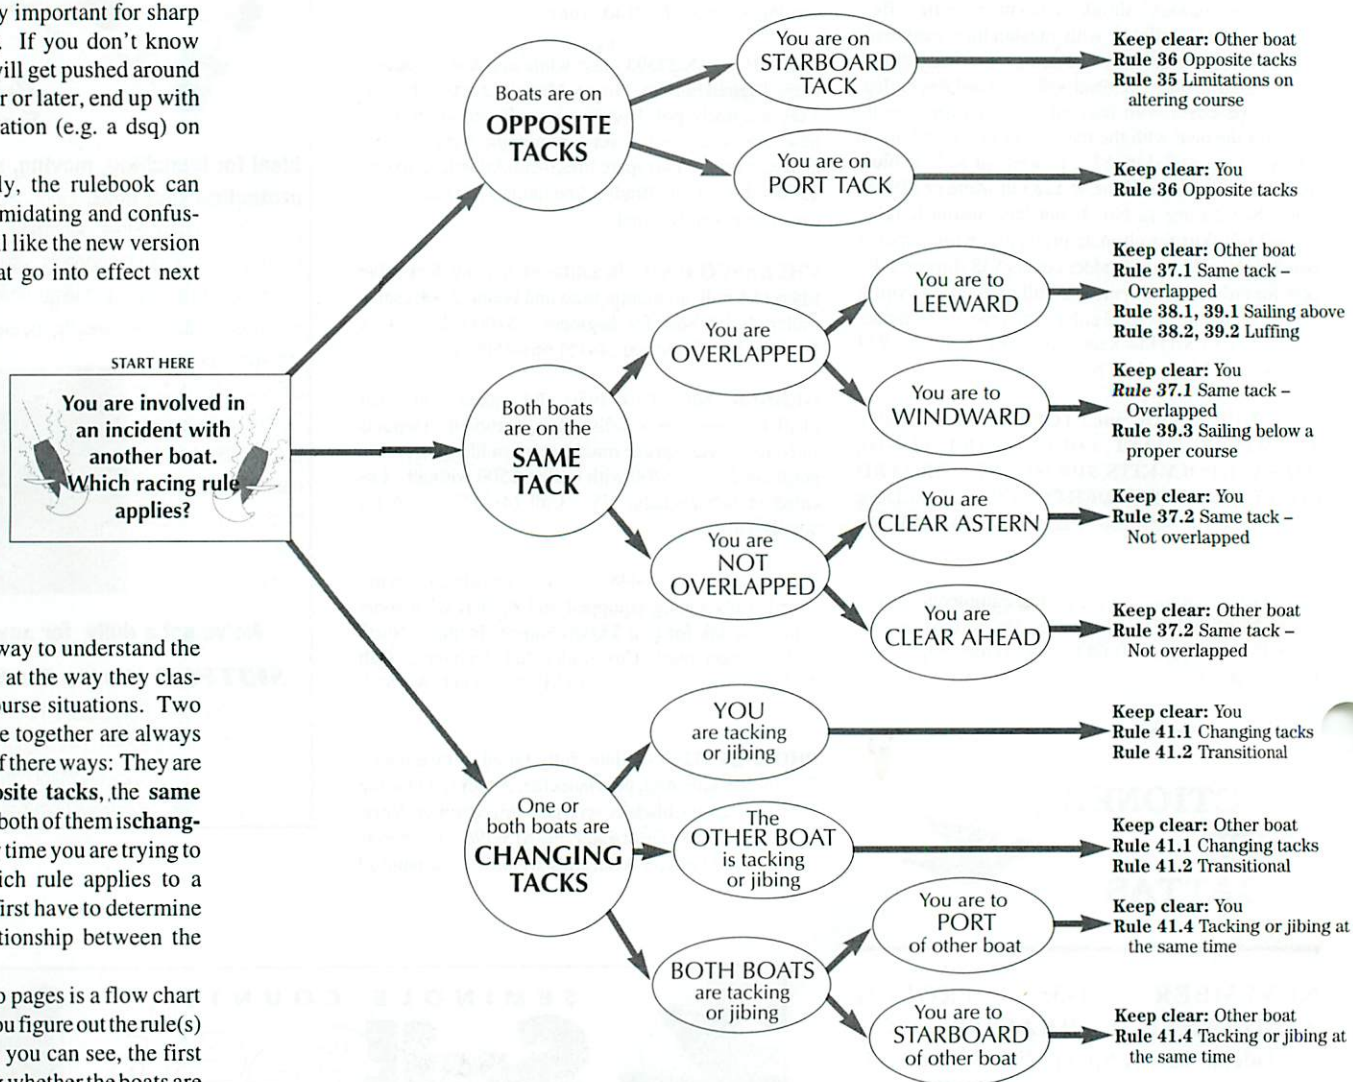 y important for sharp
. If you don't know
vill get pushed around
r or later, end up with
ation (e.g. a dsq) on
ly, the rulebook can
midating and confus-
ll like the new version
at go into effect next
way to understand the
at the way they clas-
ourse situations. Two
e together are always
f there ways: They are
osite tacks, the same
both of them ischang-
y time you are trying to
ich rule applies to a
first have to determine
tionship between the
o pages is a flow chart
ou figure out the rule(s)
you can see, the first
whether the boats are
START HERE
You are involved in
an incident with
another boat.
Which racing rule
applies?
Boats are on
OPPOSITE
TACKS
You are on
STARBOARD
TACK
Keep clear: Other boat
Rule 36 Opposite tacks
Rule 35 Limitations on
altering course
You are on
PORT TACK
Keep clear: You
Rule 36 Opposite tacks
Both boats
are on the
SAME
TACK
You are
OVERLAPPED
You are to
LEEWARD
Keep clear: Other boat
Rule 37.1 Same tack –
Overlapped
Rule 38.1, 39.1 Sailing above
Rule 38.2, 39.2 Luffing
You are to
WINDWARD
Keep clear: You
Rule 37.1 Same tack –
Overlapped
Rule 39.3 Sailing below a
proper course
You are
NOT
OVERLAPPED
You are
CLEAR ASTERN
Keep clear: You
Rule 37.2 Same tack –
Not overlapped
You are
CLEAR AHEAD
Keep clear: Other boat
Rule 37.2 Same tack –
Not overlapped
One or
both boats are
CHANGING
TACKS
YOU
are tacking
or jibing
Keep clear: You
Rule 41.1 Changing tacks
Rule 41.2 Transitional
The
OTHER BOAT
is tacking
or jibing
Keep clear: Other boat
Rule 41.1 Changing tacks
Rule 41.2 Transitional
BOTH BOATS
are tacking
or jibing
You are to
PORT
of other boat
Keep clear: You
Rule 41.4 Tacking or jibing at
the same time
You are to
STARBOARD
of other boat
Keep clear: Other boat
Rule 41.4 Tacking or jibing at
the same time